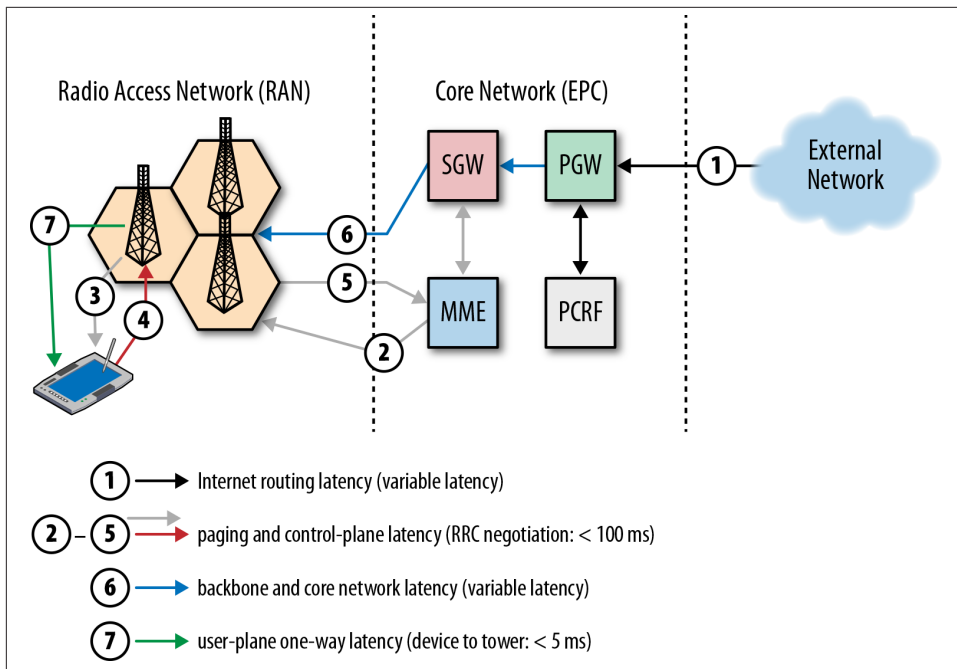 Radio Access Network (RAN)
Core Network (EPC)
SGW
PGW
1
External
Network
7
6
3
5
4
MME
PCRF
2
1 Internet routing latency (variable latency)
2 – 5 paging and control-plane latency (RRC negotiation: < 100 ms)
6 backbone and core network latency (variable latency)
7 user-plane one-way latency (device to tower: < 5 ms)